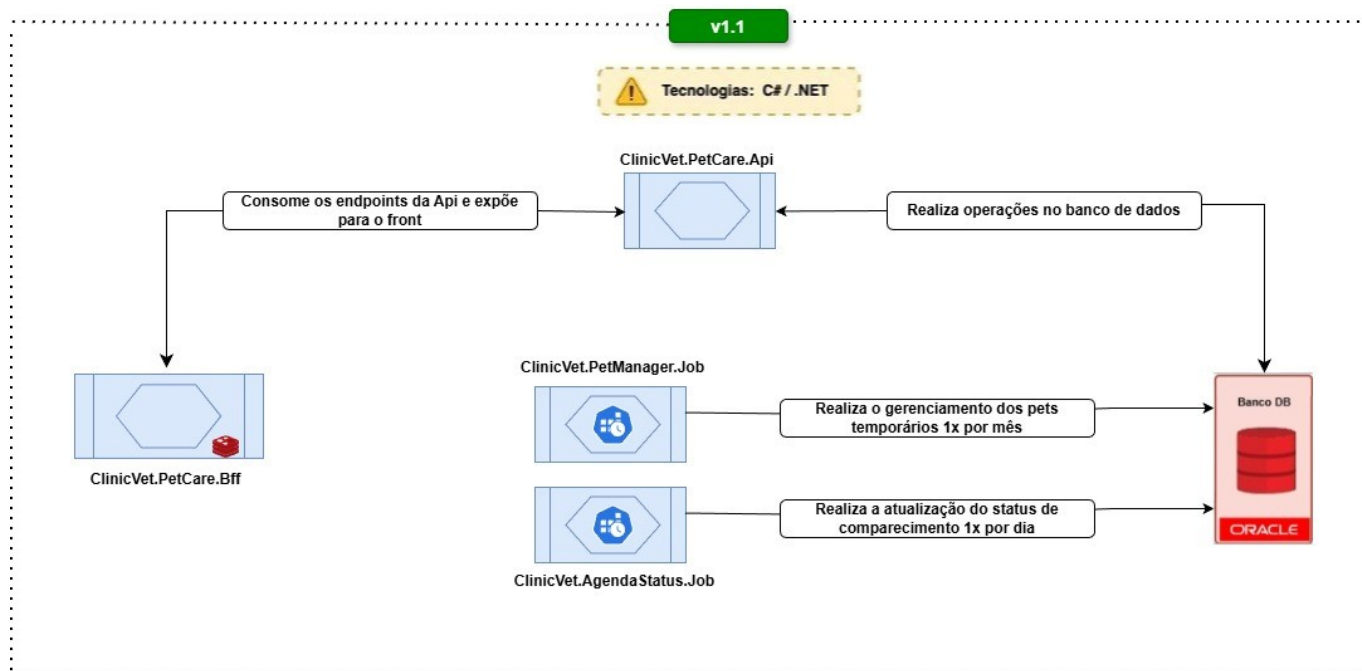 v1.1
Tecnologias: C# / .NET
ClinicVet.PetCare.Api
Consome os endpoints da Api e expõe
para o front
Realiza operações no banco de dados
ClinicVet.PetManager.Job
Realiza o gerenciamento dos pets
temporários 1x por mês
Banco DB
ClinicVet.PetCare.Bff
Realiza a atualização do status de
comparecimento 1x por dia
ORACLE
ClinicVet.AgendaStatus.Job